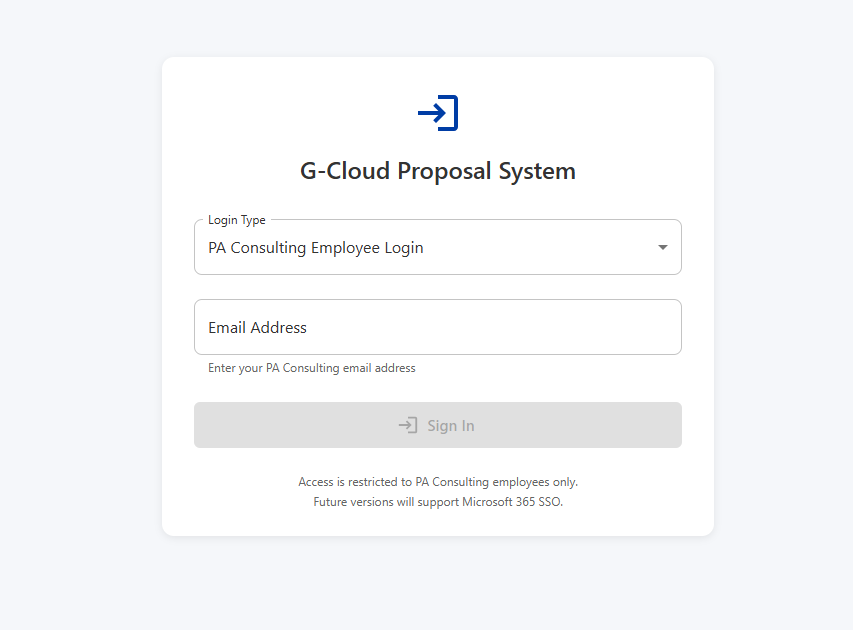 G-Cloud Proposal System
Login Type
PA Consulting Employee Login
Email Address
Enter your PA Consulting email address
Sign In
Access is restricted to PA Consulting employees only.
Future versions will support Microsoft 365 SSO.